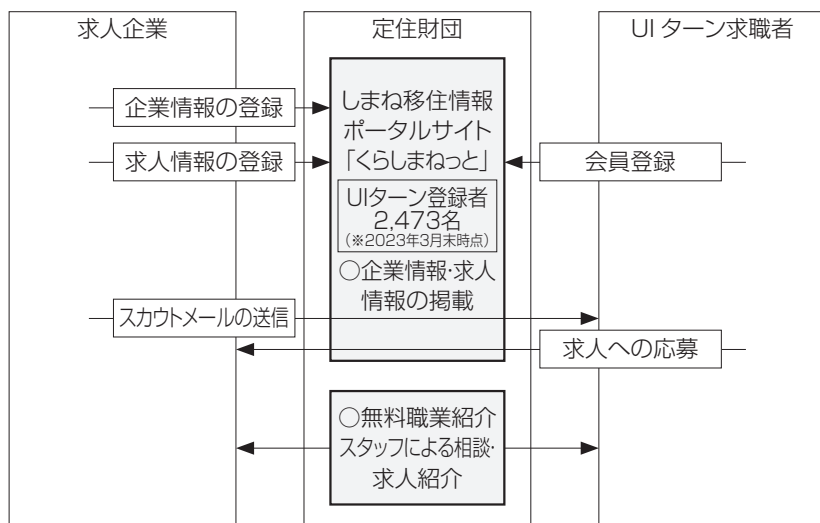 求人企業
定住財団
UIターン求職者
企業情報の登録
求人情報の登録
しまね移住情報
ポータルサイト
「くらしまねっと」
UIターン登録者
2,473名
(※2023年3月末時点)
○企業情報・求人
情報の掲載
会員登録
スカウトメールの送信
求人への応募
○無料職業紹介
スタッフによる相談・
求人紹介